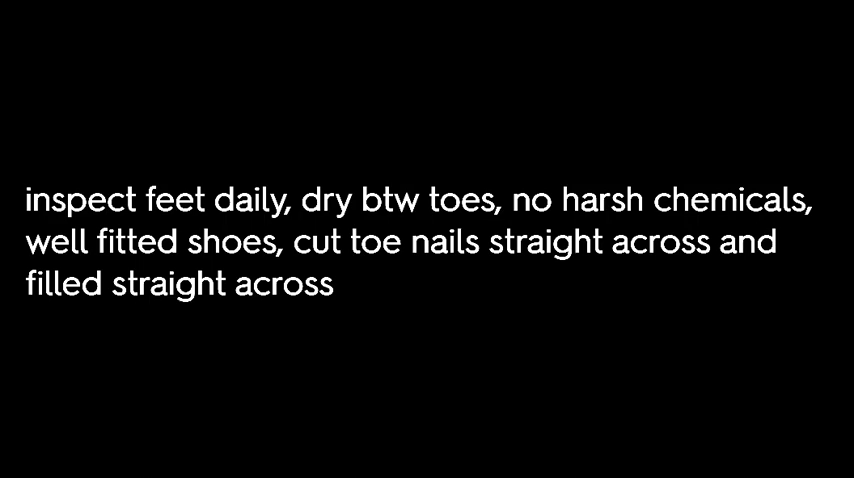 inspect feet daily, dry btw toes, no harsh chemicals,
well fitted shoes, cut toe nails straight across and
filled straight across